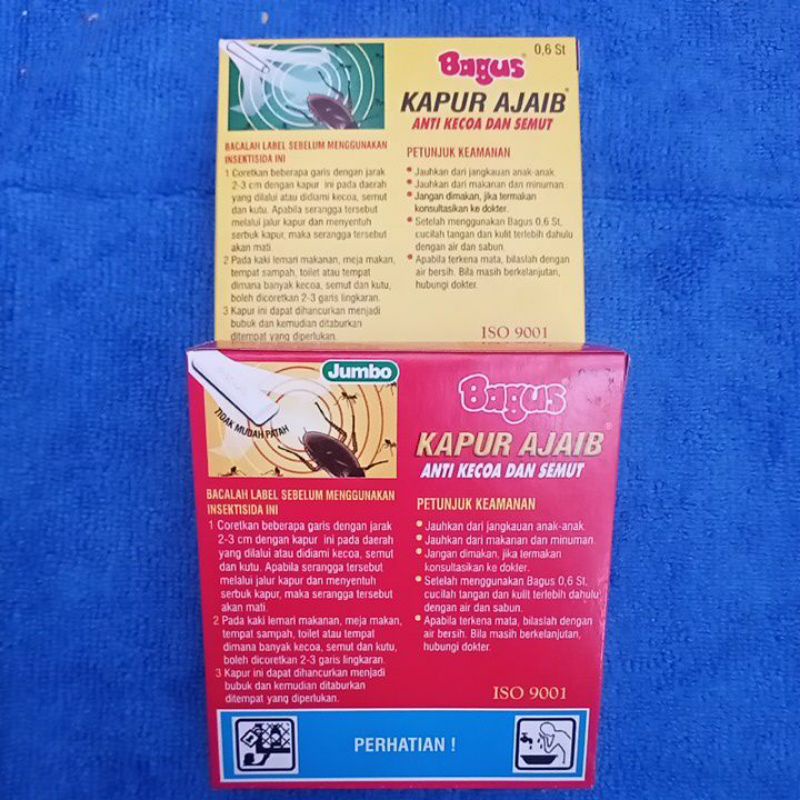 Bagus
0,6 St
KAPUR AJAIB
ANTI KECOA DAN SEMUT
BACALAH LABEL SEBELUM MENGGUNAKAN
INSEKTISIDA INI
1 Coretkan beberapa garis dengan jarak
2-3 cm dengan kapur ini pada daerah
yang dilalui atau didiami kecoa, semut
dan kutu. Apabila serangga tersebut
melalui jalur kapur dan menyentuh
serbuk kapur, maka serangga tersebut
akan mati.
2 Pada kaki lemari makanan, meja makan,
tempat sampah, toilet atau tempat
dimana banyak kecoa, semut dan kutu,
boleh dicoretkan 2-3 garis lingkaran.
3 Kapur ini dapat dihancurkan menjadi
bubuk dan kemudian ditaburkan
ditempat yang diperlukan.
PETUNJUK KEAMANAN
• Jauhkan dari jangkauan anak-anak.
• Jauhkan dari makanan dan minuman.
• Jangan dimakan, jika termakan
konsultasikan ke dokter.
• Setelah menggunakan Bagus 0,6 St,
cucilah tangan dan kulit terlebih dahulu
dengan air dan sabun.
• Apabila terkena mata, bilaslah dengan
air bersih. Bila masih berkelanjutan,
hubungi dokter.
ISO 9001
Jumbo
TIDAK MUDAH PATAH
Bagus
KAPUR AJAIB®
ANTI KECOA DAN SEMUT
BACALAH LABEL SEBELUM MENGGUNAKAN
INSEKTISIDA INI
1 Coretkan beberapa garis dengan jarak
2-3 cm dengan kapur ini pada daerah
yang dilalui atau didiami kecoa, semut
dan kutu. Apabila serangga tersebut
melalui jalur kapur dan menyentuh
serbuk kapur, maka serangga tersebut
akan mati.
2 Pada kaki lemari makanan, meja makan,
tempat sampah, toilet atau tempat
dimana banyak kecoa, semut dan kutu,
boleh dicoretkan 2-3 garis lingkaran.
3 Kapur ini dapat dihancurkan menjadi
bubuk dan kemudian ditaburkan
ditempat yang diperlukan.
PETUNJUK KEAMANAN
• Jauhkan dari jangkauan anak-anak.
• Jauhkan dari makanan dan minuman.
• Jangan dimakan, jika termakan
konsultasikan ke dokter.
• Setelah menggunakan Bagus 0,6 St,
cucilah tangan dan kulit terlebih dahulu
dengan air dan sabun.
• Apabila terkena mata, bilaslah dengan
air bersih. Bila masih berkelanjutan,
hubungi dokter.
ISO 9001
PERHATIAN !